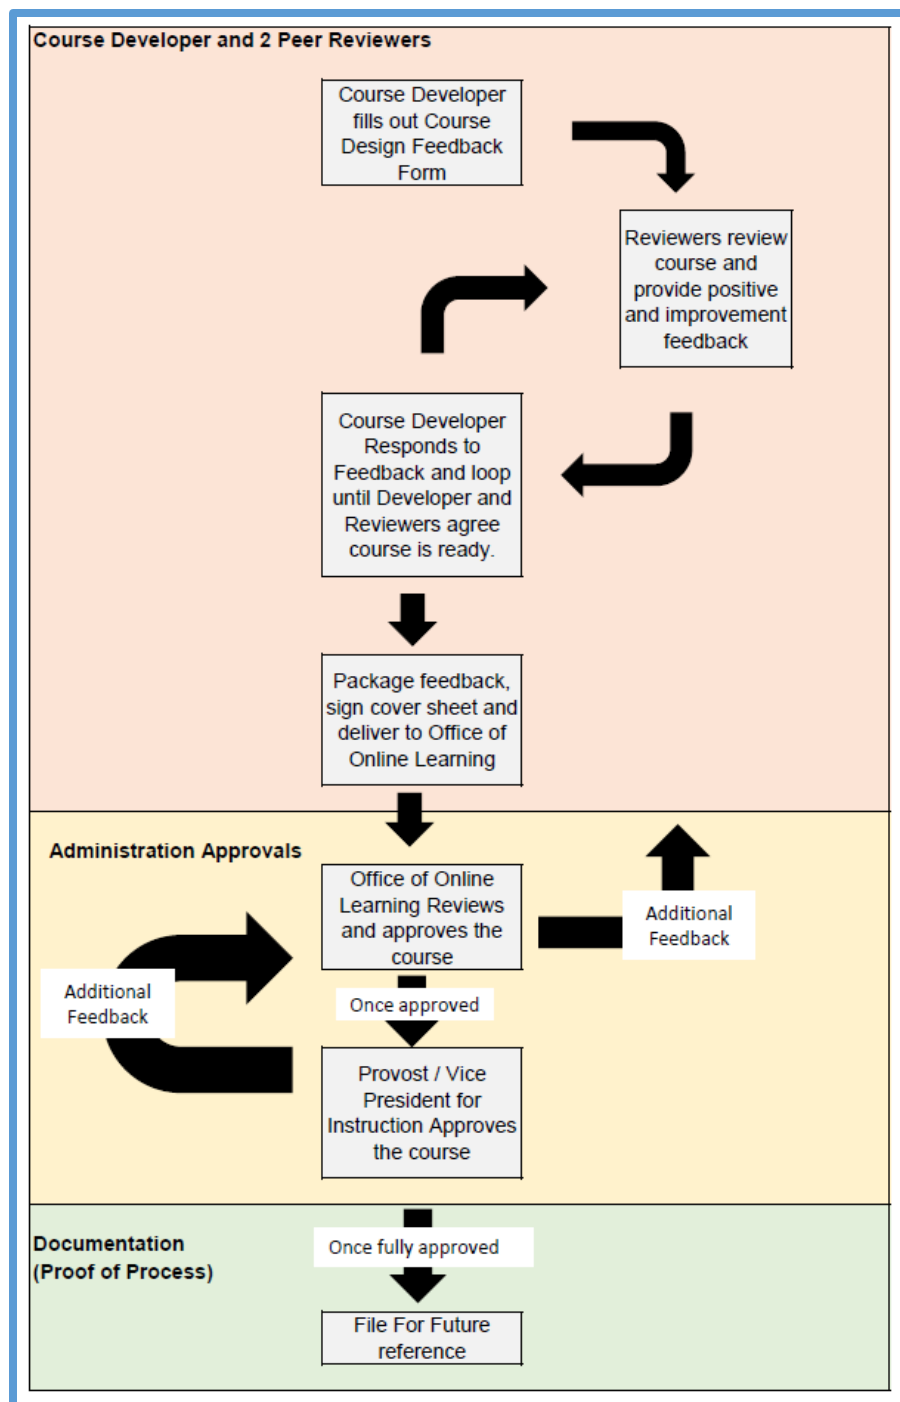 Course Developer and 2 Peer Reviewers
Course Developer
fills out Course
Design Feedback
Form
Reviewers review
course and
provide positive
and improvement
feedback
Course Developer
Responds to
Feedback and loop
until Developer and
Reviewers agree
course is ready.
Package feedback,
sign cover sheet and
deliver to Office of
Online Learning
Administration Approvals
Office of Online
Learning Reviews
and approves the
course
Additional
Feedback
Additional
Feedback
Once approved
Provost / Vice
President for
Instruction Approves
the course
Documentation
(Proof of Process)
Once fully approved
File For Future
reference